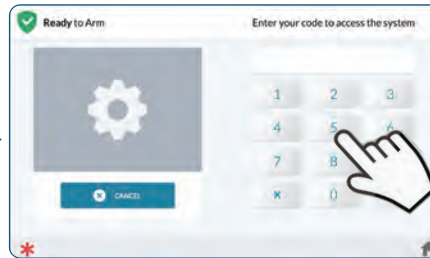 Ready to Arm
Enter your code to access the system
1 2 3
4 5 6
7 8
CANCEL
× 0
*